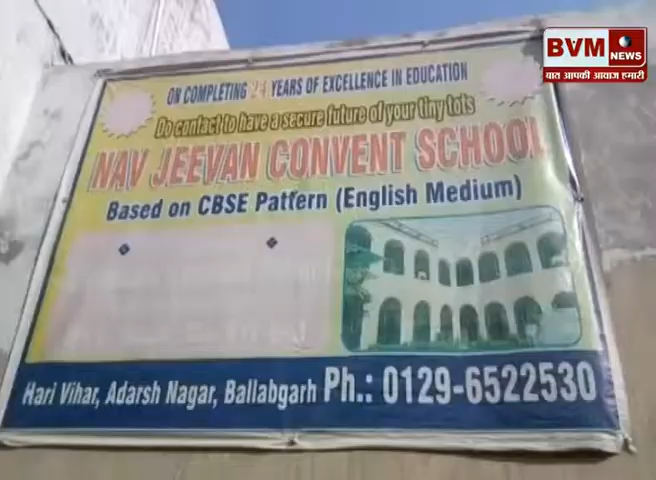 BVM NEWS
बात आपकी आवाज हमारी
ON COMPLETING 24 YEARS OF EXCELLENCE IN EDUCATION
Do contact to have a secure future of your tiny tots
NAV JEEVAN CONVENT SCHOOL
Based on CBSE Pattern (English Medium)
Hari Vihar, Adarsh Nagar, Ballabgarh Ph.: 0129-6522530